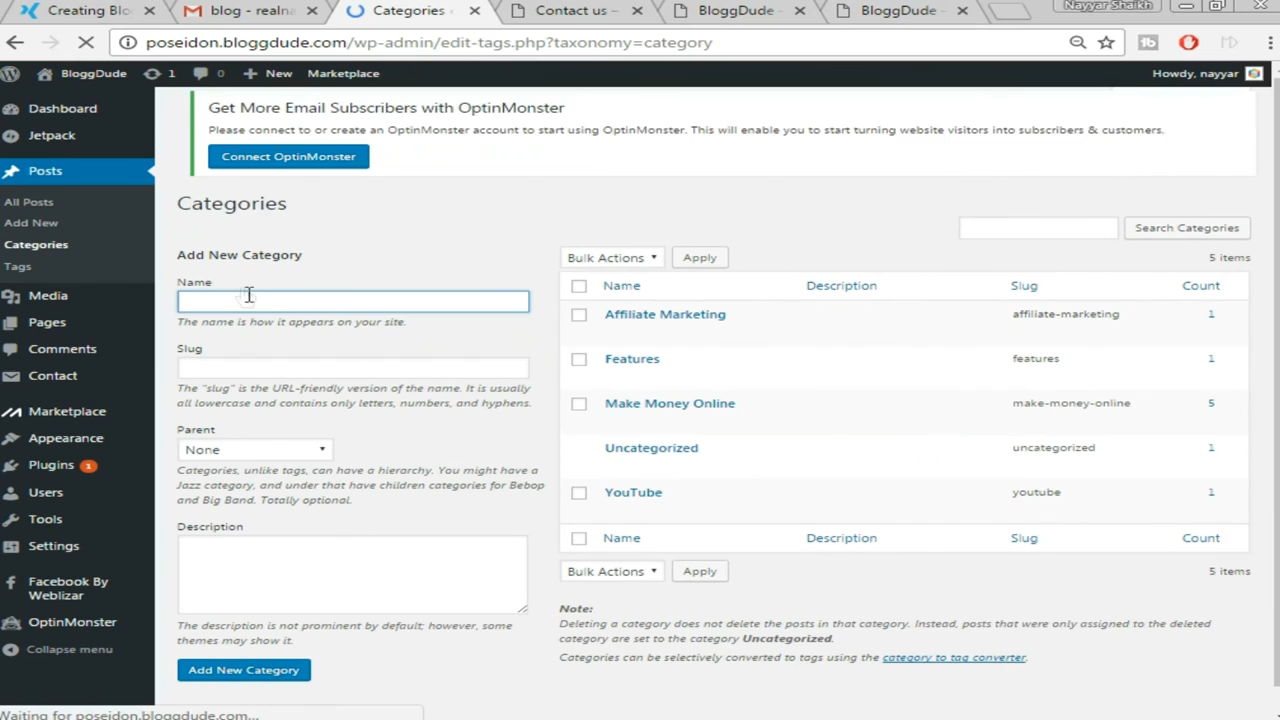 Creating Blo
blog - realna
Categories
Contact us –
BloggDude –
BloggDude –
Nayyar Shaikh
poseidon.bloggdude.com/wp-admin/edit-tags.php?taxonomy=category
BloggDude 1 0 New Marketplace
Howdy, nayyar
Dashboard
Jetpack
Posts
All Posts
Add New
Categories
Tags
Media
Pages
Comments
Contact
Marketplace
Appearance
Plugins 1
Users
Tools
Settings
Facebook By
Weblizar
OptinMonster
Collapse menu
Get More Email Subscribers with OptinMonster
Please connect to or create an OptinMonster account to start using OptinMonster. This will enable you to start turning website visitors into subscribers & customers.
Connect OptinMonster
Categories
Search Categories
Add New Category
Name
The name is how it appears on your site.
Slug
The "slug" is the URL-friendly version of the name. It is usually
all lowercase and contains only letters, numbers, and hyphens.
Parent
None
Categories, unlike tags, can have a hierarchy. You might have a
Jazz category, and under that have children categories for Bebop
and Big Band. Totally optional.
Description
The description is not prominent by default; however, some
themes may show it.
Add New Category
Bulk Actions Apply 5 items
Name Description Slug Count
Affiliate Marketing affiliate-marketing 1
Features features 1
Make Money Online make-money-online 5
Uncategorized uncategorized 1
YouTube youtube 1
Name Description Slug Count
Bulk Actions Apply 5 items
Note:
Deleting a category does not delete the posts in that category. Instead, posts that were only assigned to the deleted
category are set to the category Uncategorized.
Categories can be selectively converted to tags using the category to tag converter.
Waiting for poseidon.bloggdude.com...